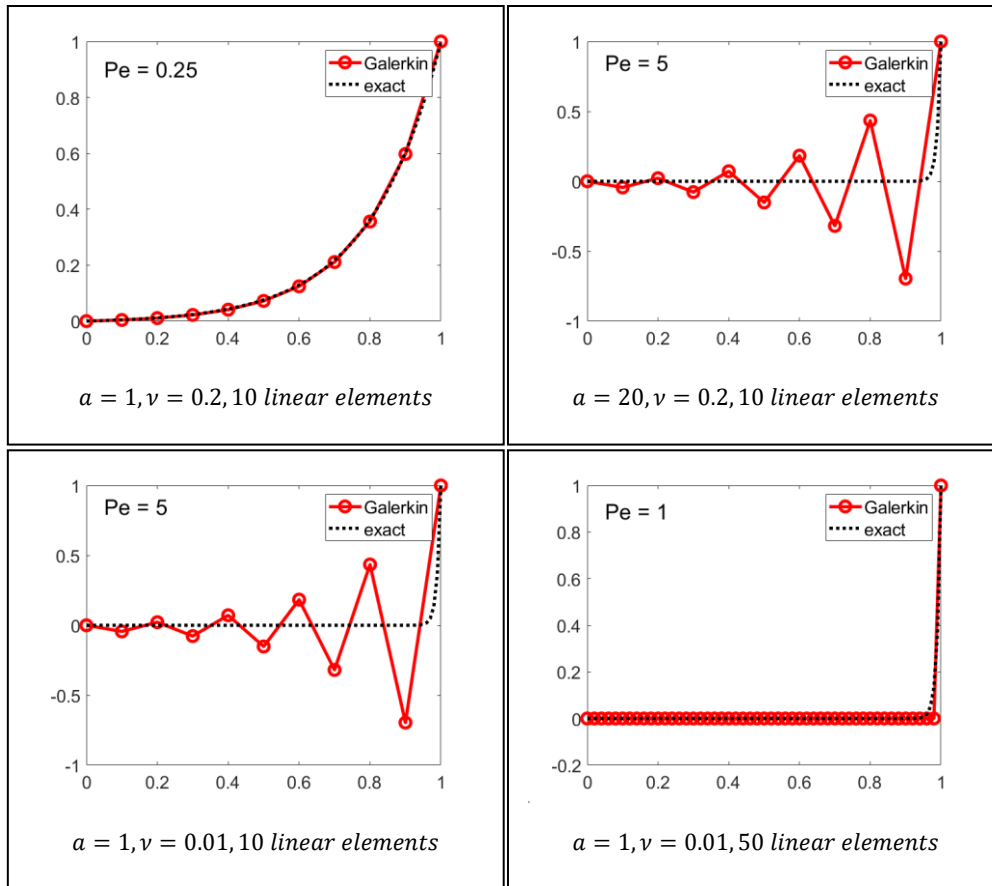 Pe = 0.25
Galerkin
exact
1
0.8
0.6
0.4
0.2
0
0 0.2 0.4 0.6 0.8 1
𝑎 = 1, 𝜈 = 0.2, 10 𝑙𝑖𝑛𝑒𝑎𝑟 𝑒𝑙𝑒𝑚𝑒𝑛𝑡𝑠
Pe = 5
Galerkin
exact
1
0.5
0
-0.5
-1
0 0.2 0.4 0.6 0.8 1
𝑎 = 20, 𝜈 = 0.2, 10 𝑙𝑖𝑛𝑒𝑎𝑟 𝑒𝑙𝑒𝑚𝑒𝑛𝑡𝑠
Pe = 5
Galerkin
exact
1
0.5
0
-0.5
-1
0 0.2 0.4 0.6 0.8 1
𝑎 = 1, 𝜈 = 0.01, 10 𝑙𝑖𝑛𝑒𝑎𝑟 𝑒𝑙𝑒𝑚𝑒𝑛𝑡𝑠
Pe = 1
Galerkin
exact
1
0.8
0.6
0.4
0.2
0
-0.2
0 0.2 0.4 0.6 0.8 1
𝑎 = 1, 𝜈 = 0.01, 50 𝑙𝑖𝑛𝑒𝑎𝑟 𝑒𝑙𝑒𝑚𝑒𝑛𝑡𝑠